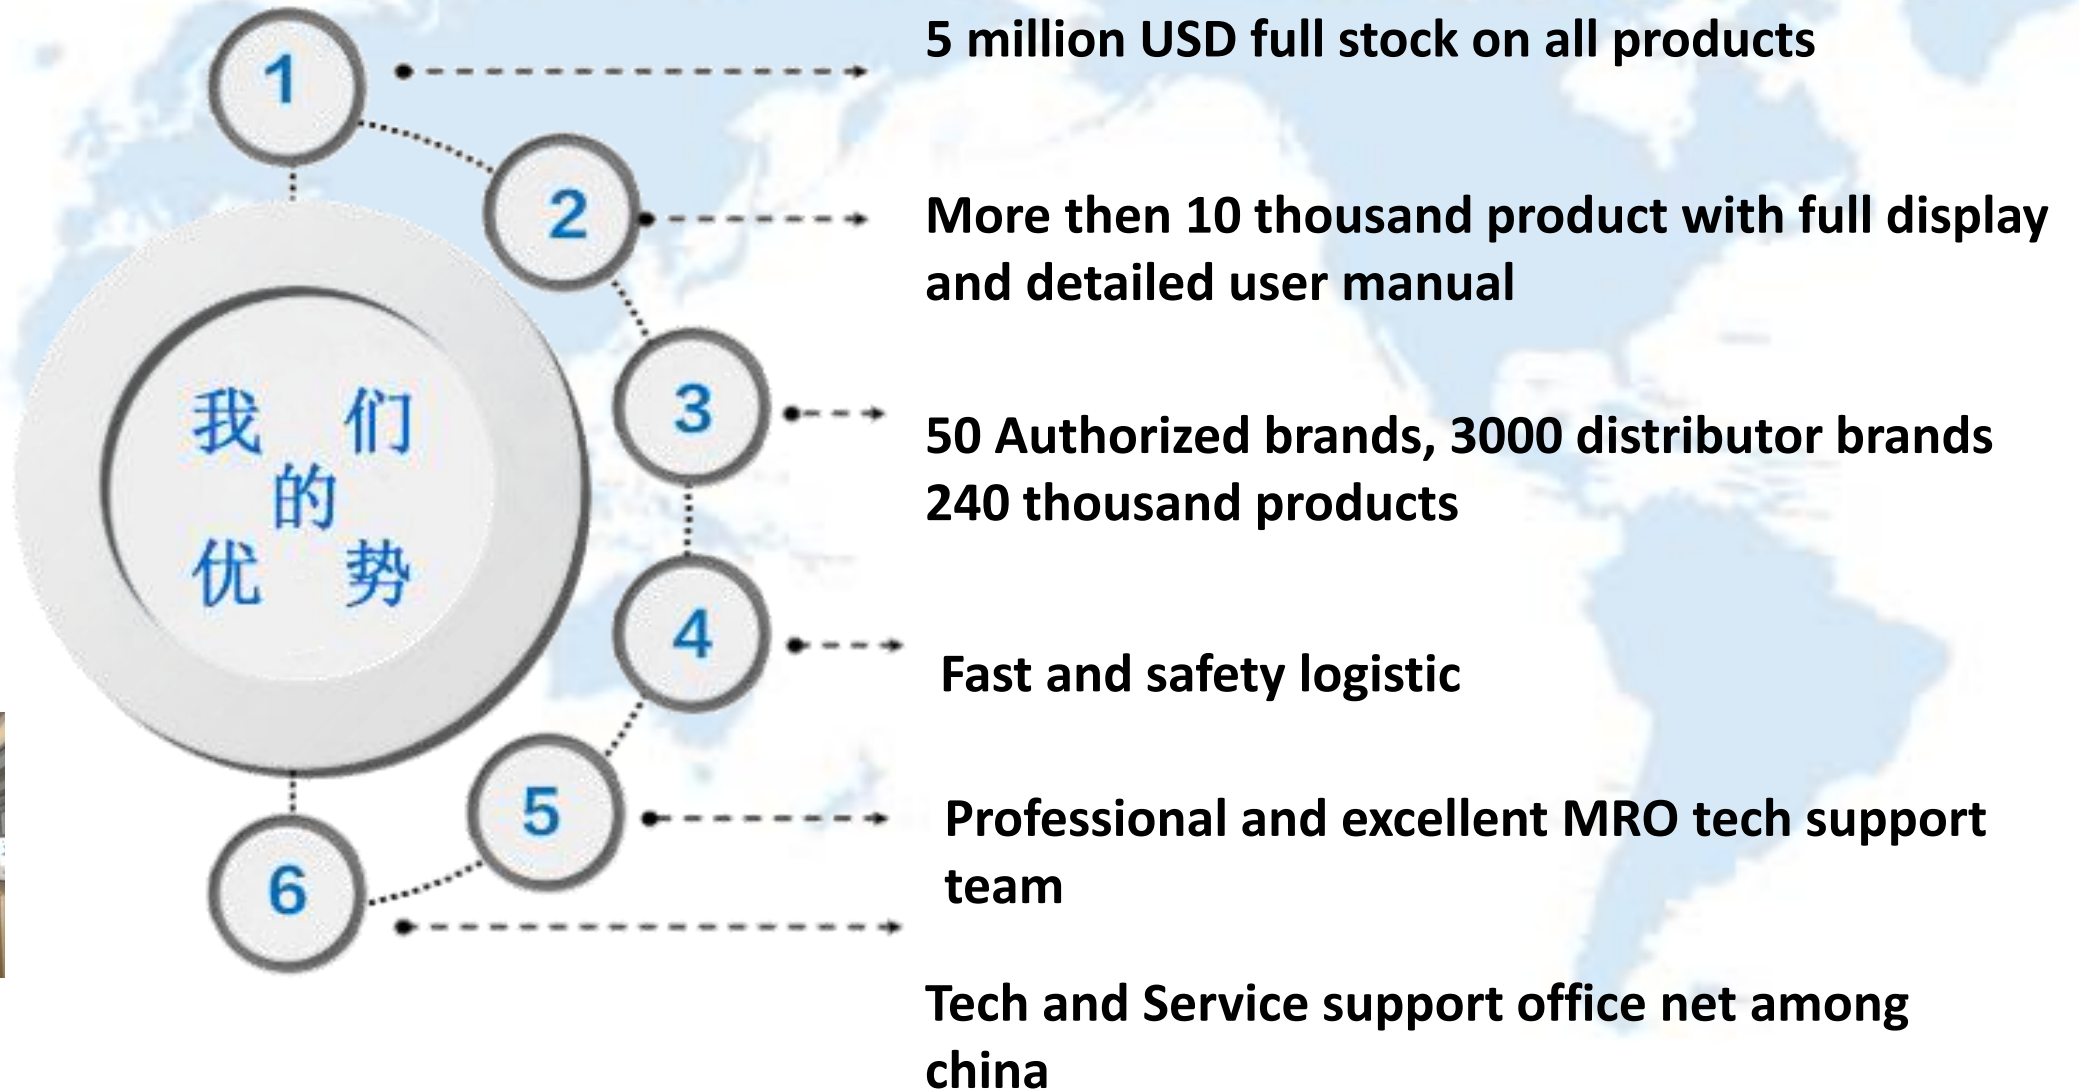 1
5 million USD full stock on all products
2
More then 10 thousand product with full display
and detailed user manual
3
50 Authorized brands, 3000 distributor brands
240 thousand products
我 们
的
优 势
4
Fast and safety logistic
5
Professional and excellent MRO tech support
team
6
Tech and Service support office net among
china